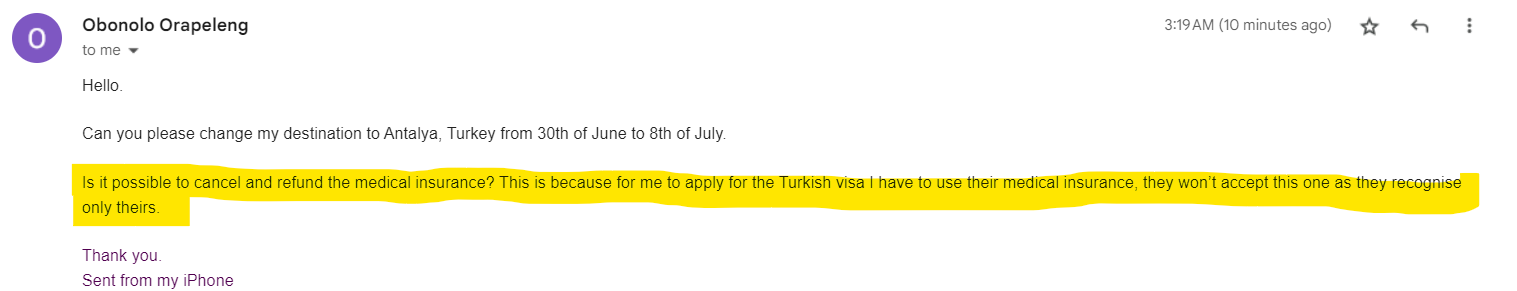 O
Obonolo Orapeleng
3:19 AM (10 minutes ago)
to me
Hello.
Can you please change my destination to Antalya, Turkey from 30th of June to 8th of July.
Is it possible to cancel and refund the medical insurance? This is because for me to apply for the Turkish visa I have to use their medical insurance, they won’t accept this one as they recognise
only theirs.
Thank you.
Sent from my iPhone